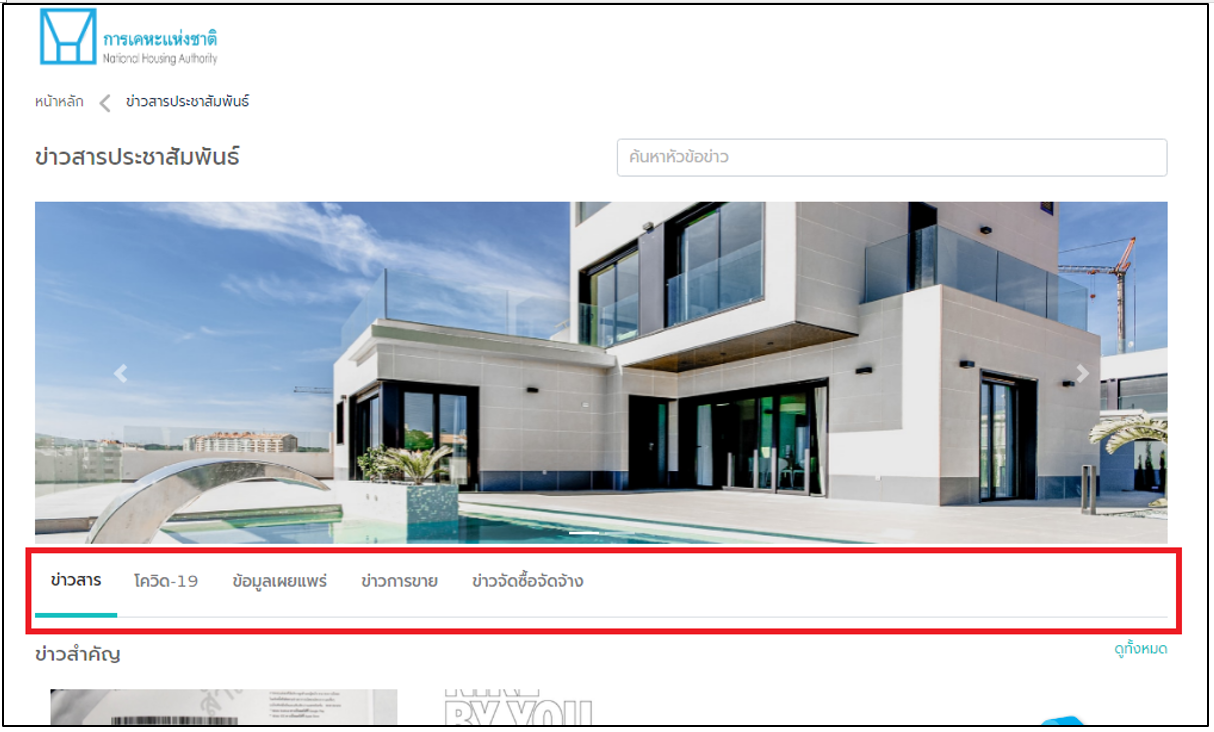 การเคหะแห่งชาติ
National Housing Authority
หน้าหลัก ข่าวสารประชาสัมพันธ์
ข่าวสารประชาสัมพันธ์
ค้นหาหัวข้อข่าว
ข่าวสาร โควิด-19 ข้อมูลเผยแพร่ ข่าวการขาย ข่าวจัดซื้อจัดจ้าง
ข่าวสำคัญ ดูทั้งหมด
BY YOU